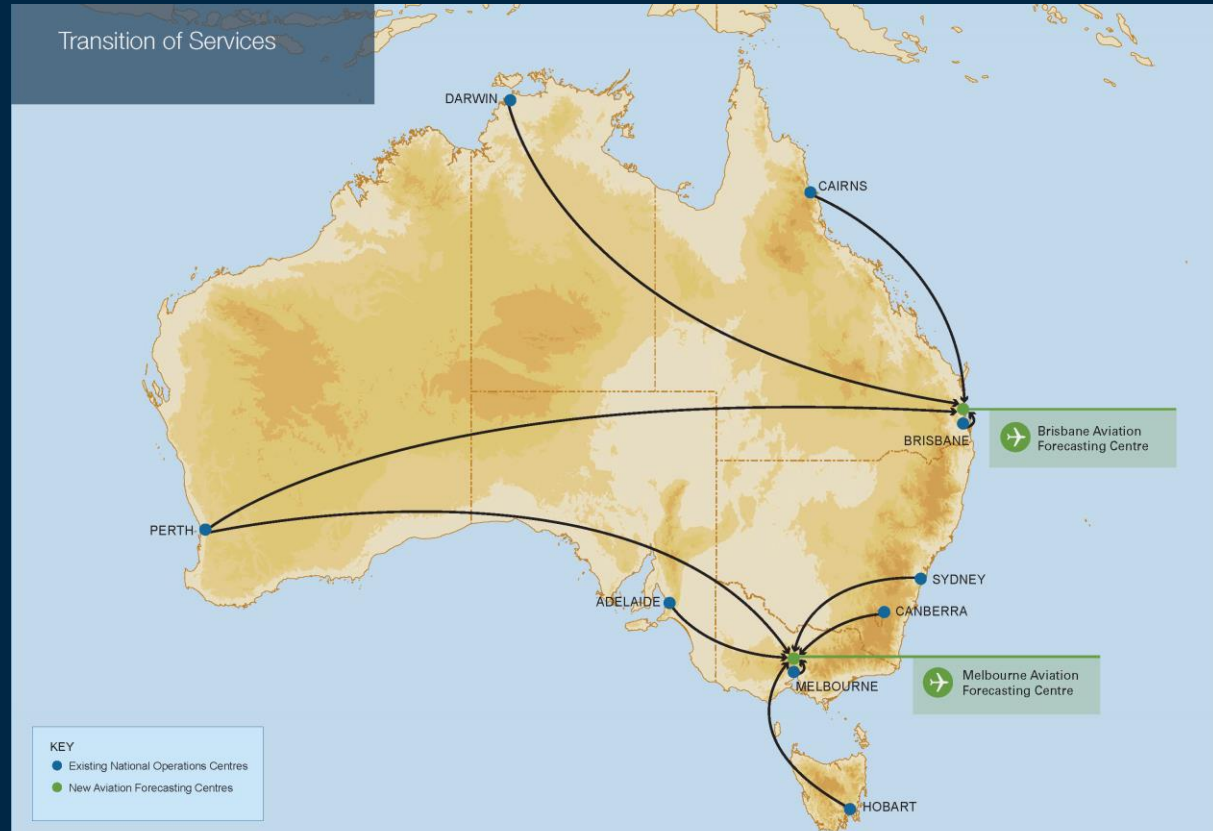 Transition of Services
DARWIN
CAIRNS
BRISBANE
Brisbane Aviation
Forecasting Centre
PERTH
SYDNEY
ADELAIDE
CANBERRA
MELBOURNE
Melbourne Aviation
Forecasting Centre
KEY
Existing National Operations Centres
New Aviation Forecasting Centres
HOBART